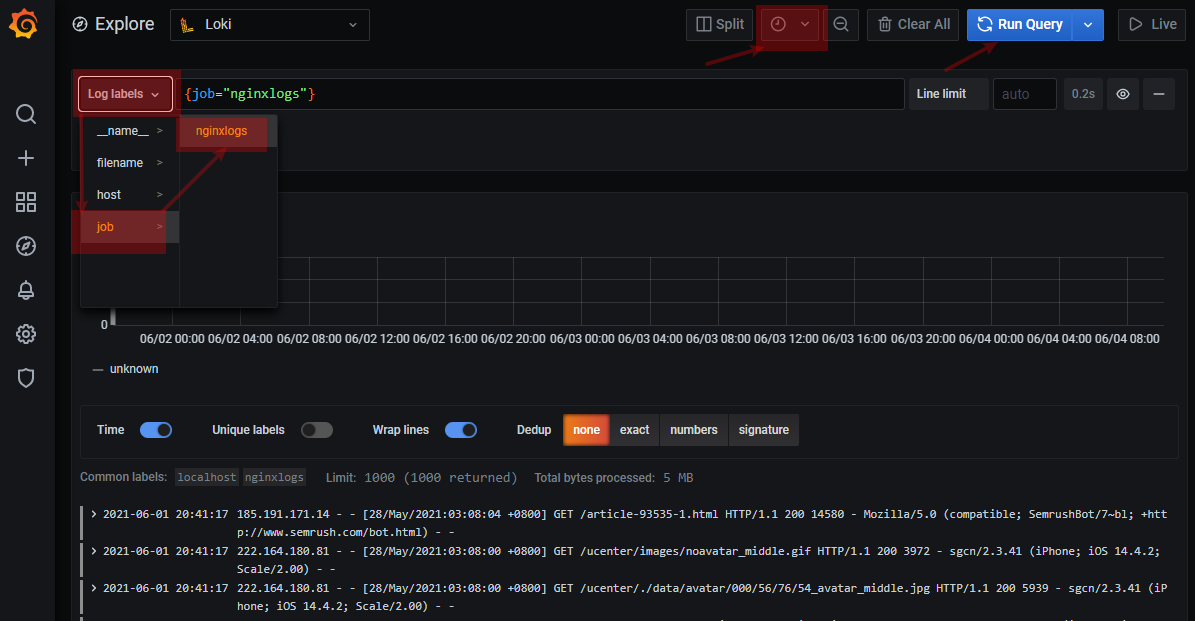 Explore
Loki
Split
Clear All
Run Query
Live
Log labels
{job="nginxlogs"}
Line limit
auto
0.2s
__name__ >
nginxlogs
filename >
host >
job >
0
06/02 00:00 06/02 04:00 06/02 08:00 06/02 12:00 06/02 16:00 06/02 20:00 06/03 00:00 06/03 04:00 06/03 08:00 06/03 12:00 06/03 16:00 06/03 20:00 06/04 00:00 06/04 04:00 06/04 08:00
unknown
Time
Unique labels
Wrap lines
Dedup
none
exact
numbers
signature
Common labels: localhost nginxlogs Limit: 1000 (1000 returned) Total bytes processed: 5 MB
> 2021-06-01 20:41:17 185.191.171.14 - - [28/May/2021:03:08:04 +0800] GET /article-93535-1.html HTTP/1.1 200 14580 - Mozilla/5.0 (compatible; SemrushBot/7~bl; +htt
p://www.semrush.com/bot.html) - -
> 2021-06-01 20:41:17 222.164.180.81 - - [28/May/2021:03:08:00 +0800] GET /ucenter/images/noavatar_middle.gif HTTP/1.1 200 3972 - sgcn/2.3.41 (iPhone; iOS 14.4.2;
Scale/2.00) - -
> 2021-06-01 20:41:17 222.164.180.81 - - [28/May/2021:03:08:00 +0800] GET /ucenter/./data/avatar/000/56/76/54_avatar_middle.jpg HTTP/1.1 200 5939 - sgcn/2.3.41 (iP
hone; iOS 14.4.2; Scale/2.00) - -